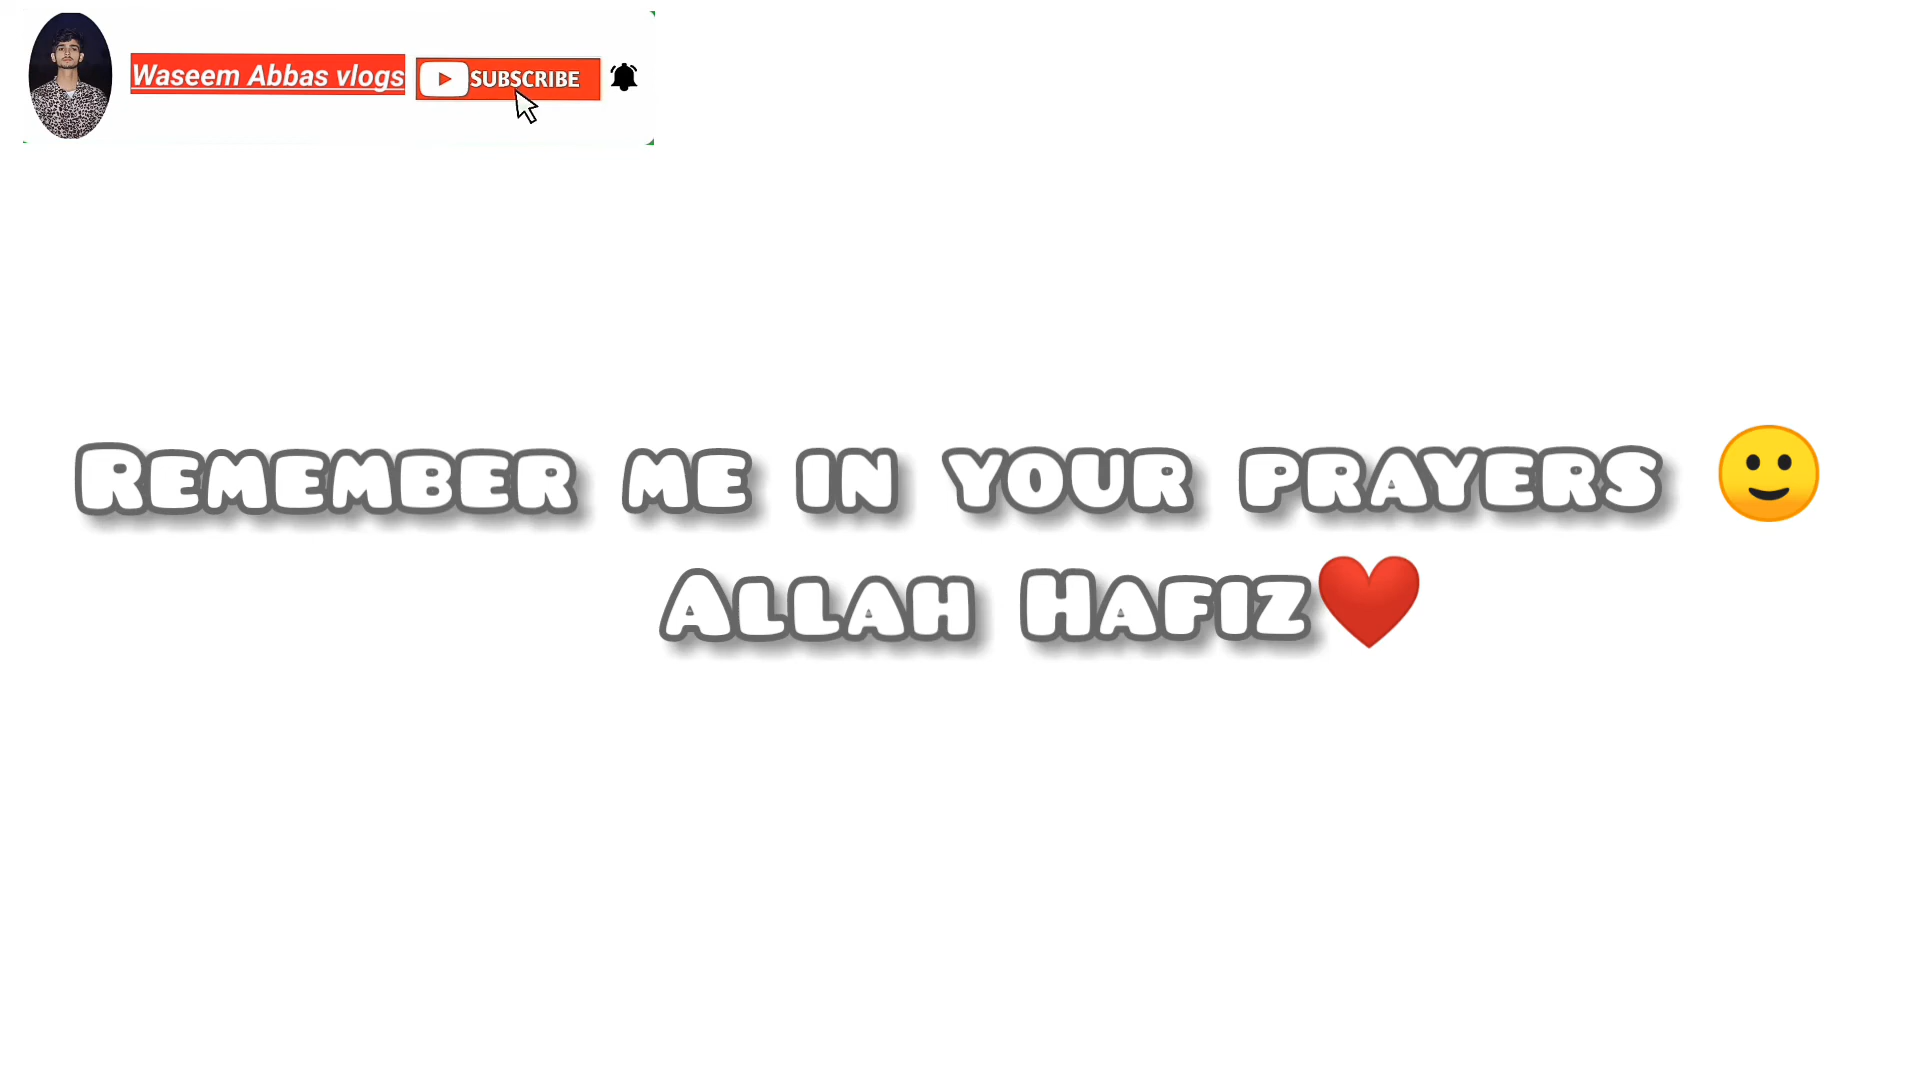 Waseem Abbas vlogs SUBSCRIBE
Remember me in your prayers 🙂
Allah Hafiz❤️